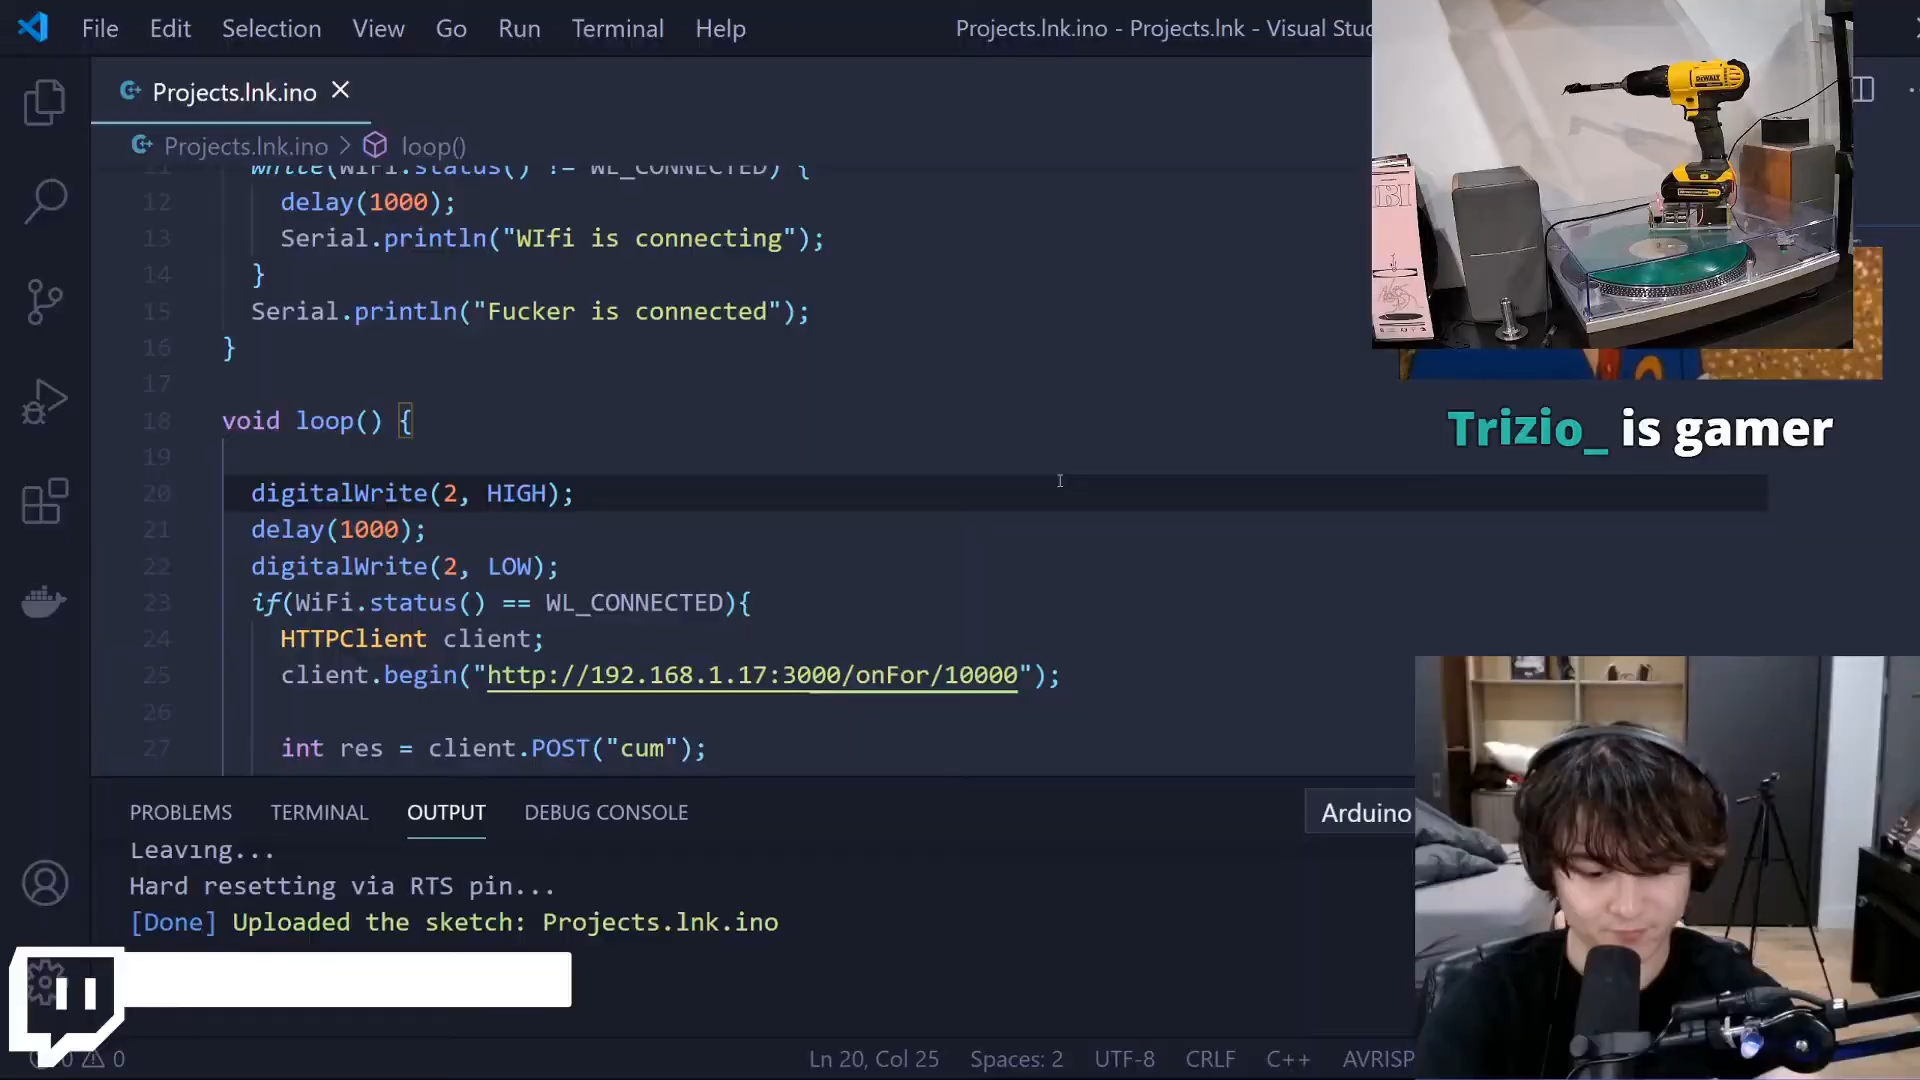 File Edit Selection View Go Run Terminal Help
Projects.lnk.ino - Projects.lnk - Visual Stud
Projects.lnk.ino
Projects.lnk.ino > loop()
11 while(WiFi.status() != WL_CONNECTED) {
12 delay(1000);
13 Serial.println("WIfi is connecting");
14 }
15 Serial.println("Fucker is connected");
16 }
17
18 void loop() {
19
20 digitalWrite(2, HIGH);
21 delay(1000);
22 digitalWrite(2, LOW);
23 if(WiFi.status() == WL_CONNECTED){
24 HTTPClient client;
25 client.begin("http://192.168.1.17:3000/onFor/10000");
26
27 int res = client.POST("cum");
DEWALT
Trizio_ is gamer
PROBLEMS TERMINAL OUTPUT DEBUG CONSOLE
Arduino
Leaving...
Hard resetting via RTS pin...
[Done] Uploaded the sketch: Projects.lnk.ino
0
Ln 20, Col 25 Spaces: 2 UTF-8 CRLF C++ AVRISP